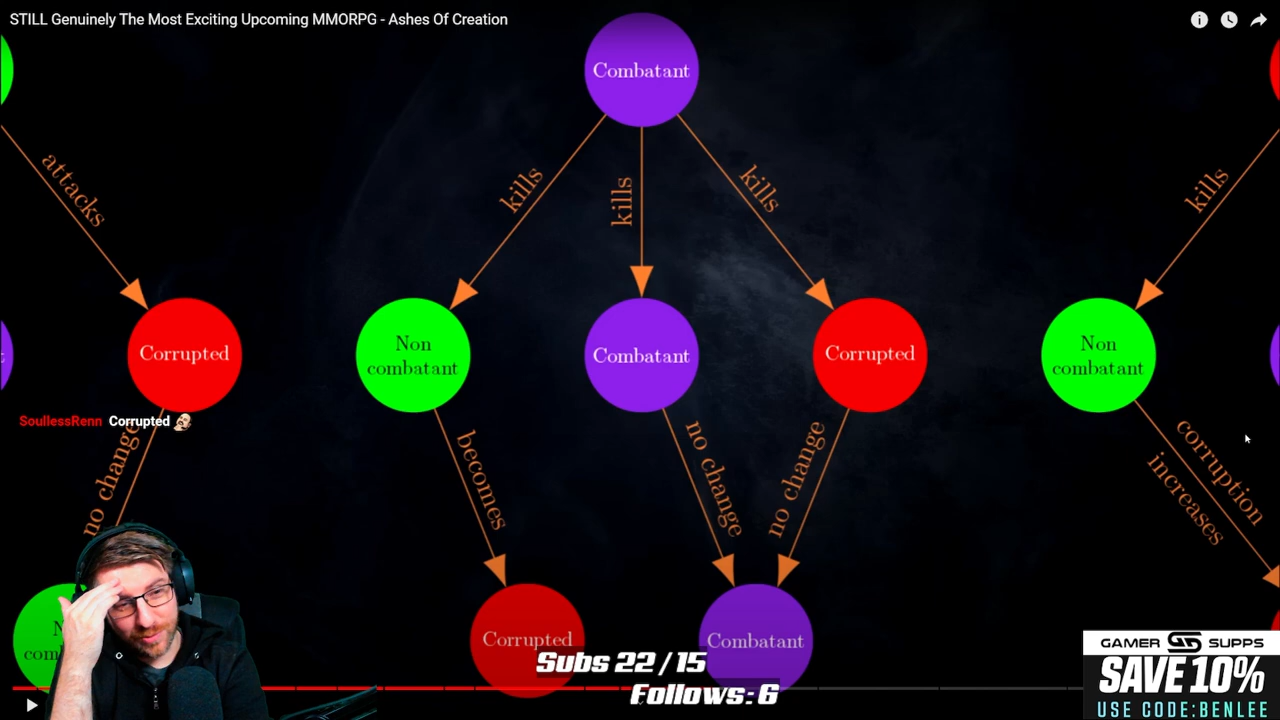 STILL Genuinely The Most Exciting Upcoming MMORPG - Ashes Of Creation
Combatant
attacks
kills
kills
kills
kills
Corrupted
Non
combatant
Combatant
Corrupted
Non
combatant
t
SoullessRenn Corrupted
no change
becomes
no change
no change
corruption
increases
N
com
Corrupted
Combatant
Subs 22/15
Follows: 6
GAMER SUPPS
SAVE 10%
USE CODE:BENLEE